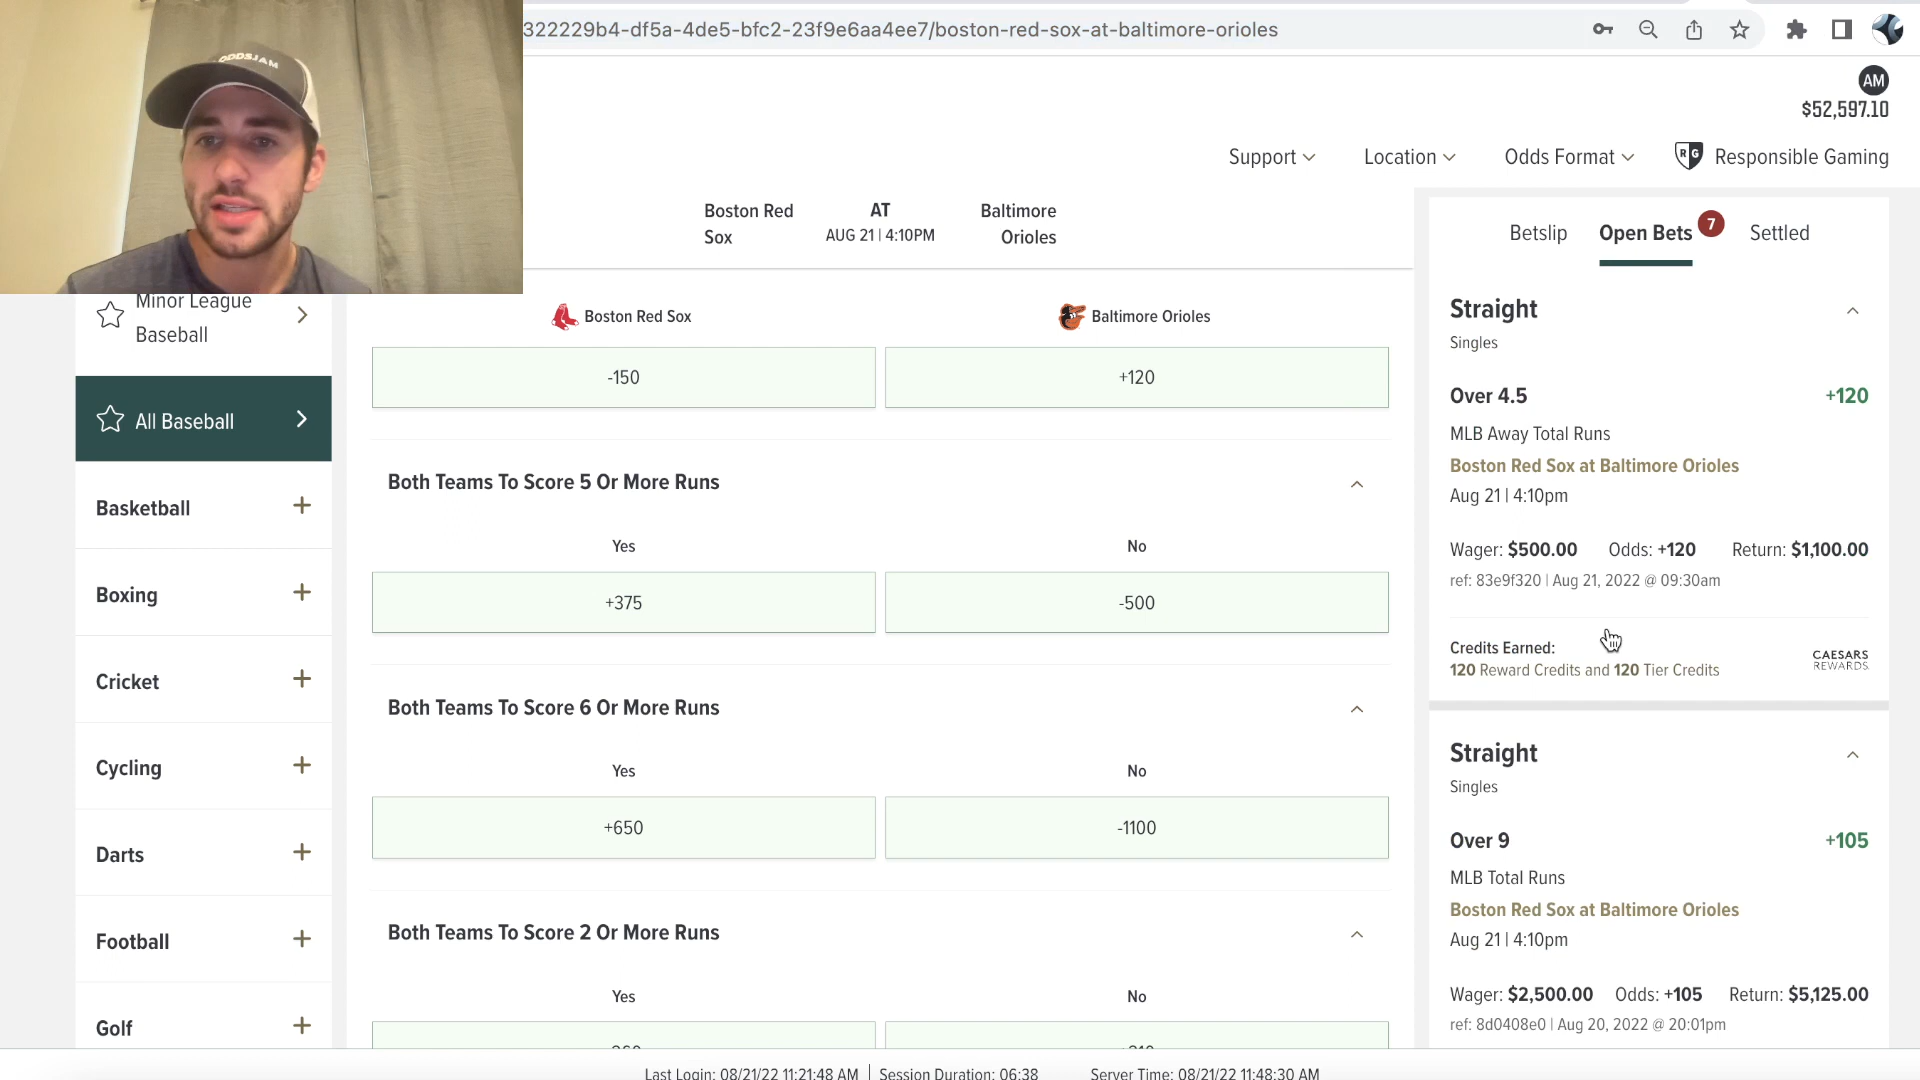 322229b4-df5a-4de5-bfc2-23f9e6aa4ee7/boston-red-sox-at-baltimore-orioles
ODDSJAM
AM
$52,597.10
Support
Location
Odds Format
RG
Responsible Gaming
Boston Red
Sox
AT
AUG 21 | 4:10PM
Baltimore
Orioles
Betslip
Open Bets
7
Settled
Minor League
Baseball
All Baseball
Basketball
Boxing
Cricket
Cycling
Darts
Football
Golf
Boston Red Sox
Baltimore Orioles
-150
+120
Both Teams To Score 5 Or More Runs
Yes
No
+375
-500
Both Teams To Score 6 Or More Runs
Yes
No
+650
-1100
Both Teams To Score 2 Or More Runs
Yes
No
Straight
Singles
Over 4.5
+120
MLB Away Total Runs
Boston Red Sox at Baltimore Orioles
Aug 21 | 4:10pm
Wager: $500.00 Odds: +120 Return: $1,100.00
ref: 83e9f320 | Aug 21, 2022 @ 09:30am
Credits Earned:
120 Reward Credits and 120 Tier Credits
CAESARS
REWARDS
Straight
Singles
Over 9
+105
MLB Total Runs
Boston Red Sox at Baltimore Orioles
Aug 21 | 4:10pm
Wager: $2,500.00 Odds: +105 Return: $5,125.00
ref: 8d0408e0 | Aug 20, 2022 @ 20:01pm
Last Login: 08/21/22 11:21:48 AM | Session Duration: 06:38 Server Time: 08/21/22 11:48:30 AM